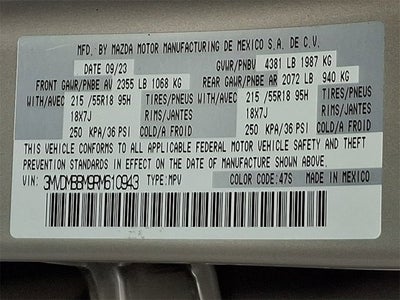 MFD. BY MAZDA MOTOR MANUFACTURING DE MEXICO S.A. DE C.V.
DATE 09/23 GVWR/PNBV 4381 LB 1987 KG
FRONT GAWR/PNBE AV 2355 LB 1068 KG REAR GAWR/PNBE AR 2072 LB 940 KG
WITH/AVEC 215 /55R18 95H TIRES/PNEUS WITH/AVEC 215 /55R18 95H TIRES/PNEUS
18X7J RIMS/JANTES 18X7J RIMS/JANTES
250 KPA/36 PSI COLD/A FROID 250 KPA/36 PSI COLD/A FROID
THIS VEHICLE CONFORMS TO ALL APPLICABLE FEDERAL MOTOR VEHICLE SAFETY AND THEFT
PREVENTION STANDARDS IN EFFECT ON THE DATE OF MANUFACTURE SHOWN ABOVE.
VIN: 3MVDMBBM9RM610943 TYPE:MPV COLOR CODE:47S MADE IN MEXICO